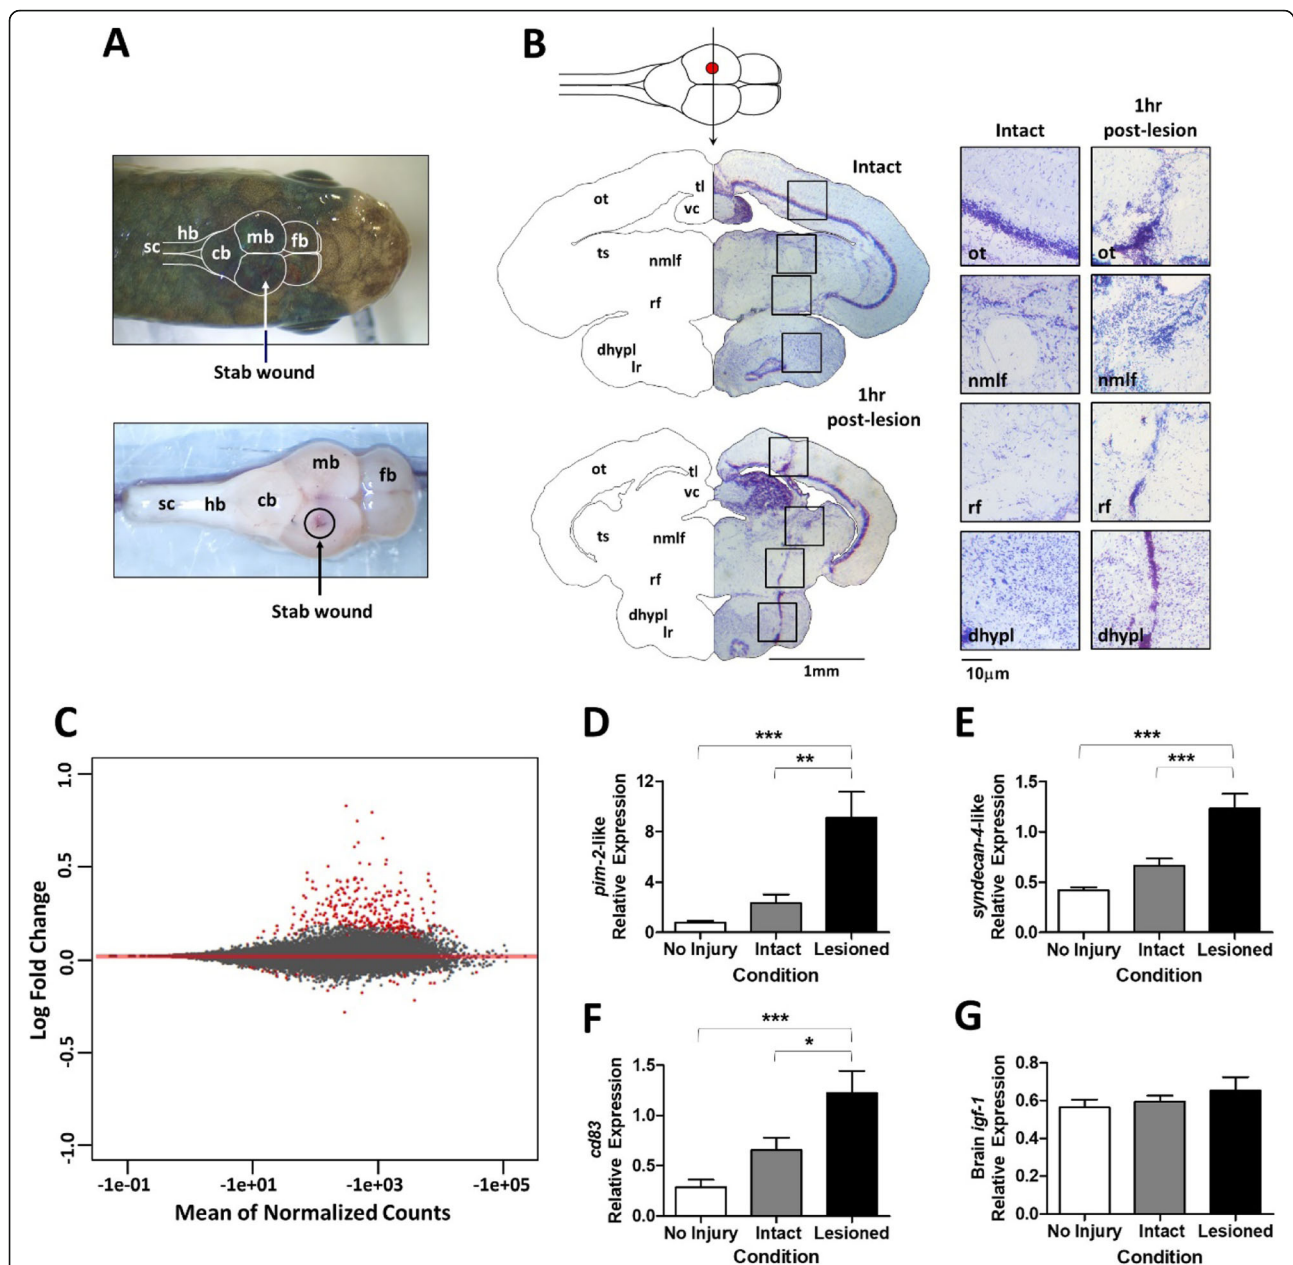 A
hb
mb
fb
sc
cb
Stab wound
mb
fb
sc
hb
cb
Stab wound
B
Intact
ot
tl
vc
ts
nmlf
rf
dhypl
lr
1hr
post-lesion
ot
tl
vc
ts
nmlf
rf
dhypl
lr
1mm
Intact
1hr
post-lesion
ot
ot
nmlf
nmlf
rf
rf
dhypl
dhypl
10μm
C
Log Fold Change
1.0
0.5
0.0
-0.5
-1.0
-1e-01
-1e+01
-1e+03
-1e+05
Mean of Normalized Counts
D
***
**
pim-2-like
Relative Expression
12
8
4
0
No Injury
Intact
Lesioned
Condition
E
***
***
syndecan-4-like
Relative Expression
1.5
1.0
0.5
0.0
No Injury
Intact
Lesioned
Condition
F
***
*
cd83
Relative Expression
1.5
1.0
0.5
0.0
No Injury
Intact
Lesioned
Condition
G
Brain igf-1
Relative Expression
0.8
0.6
0.4
0.2
0.0
No Injury
Intact
Lesioned
Condition